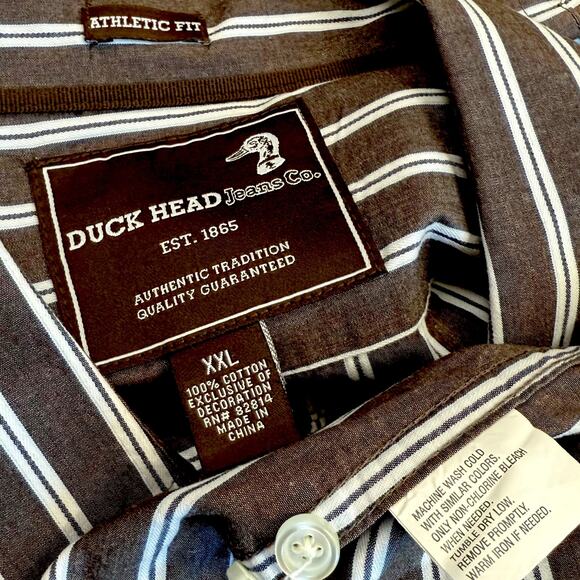 ATHLETIC FIT
DUCK HEAD Jeans Co.
EST. 1865
AUTHENTIC TRADITION
QUALITY GUARANTEED
XXL
100% COTTON
EXCLUSIVE OF
DECORATION
RN# 82814
MADE IN
CHINA
MACHINE WASH COLD
WITH SIMILAR COLORS.
ONLY NON-CHLORINE BLEACH
WHEN NEEDED.
TUMBLE DRY LOW.
REMOVE PROMPTLY.
WARM IRON IF NEEDED.